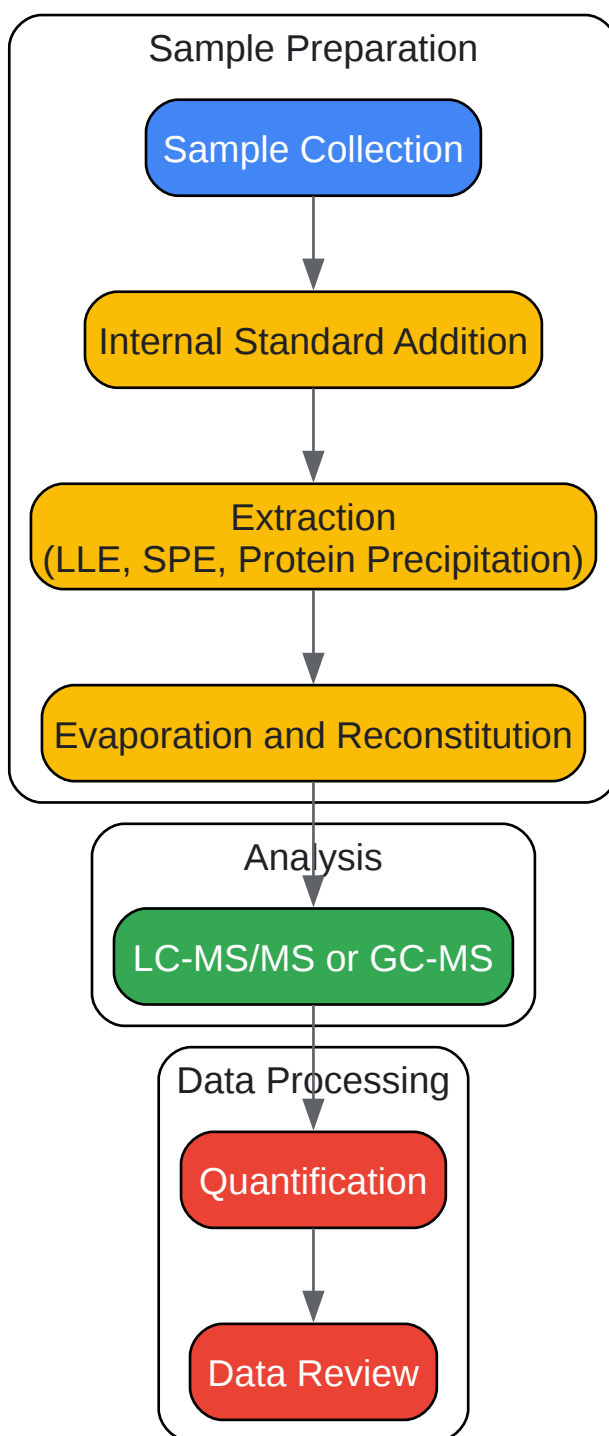 Sample Preparation
Sample Collection
Internal Standard Addition
Extraction
(LLE, SPE, Protein Precipitation)
Evaporation and Reconstitution
Analysis
LC-MS/MS or GC-MS
Data Processing
Quantification
Data Review